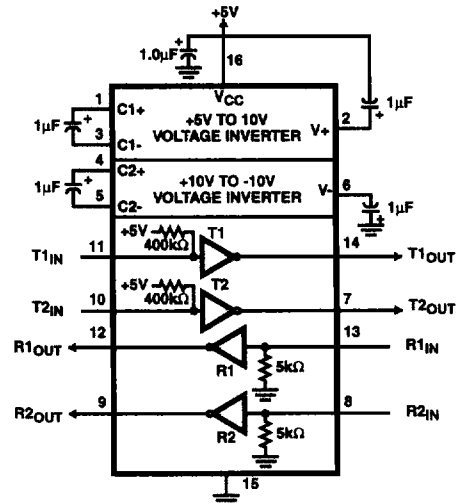 +5V
1.0µF
+
16
VCC
1
C1+
+5V TO 10V
VOLTAGE INVERTER
V+
2
+
1µF
1µF
+
3
C1-
4
C2+
+10V TO -10V
VOLTAGE INVERTER
V-
6
1µF
+
1µF
+
5
C2-
+5V
400kΩ
T1
T1IN
11
14
T1OUT
+5V
400kΩ
T2
T2IN
10
7
T2OUT
R1OUT
12
13
R1IN
R1
5kΩ
R2OUT
9
8
R2IN
R2
5kΩ
15